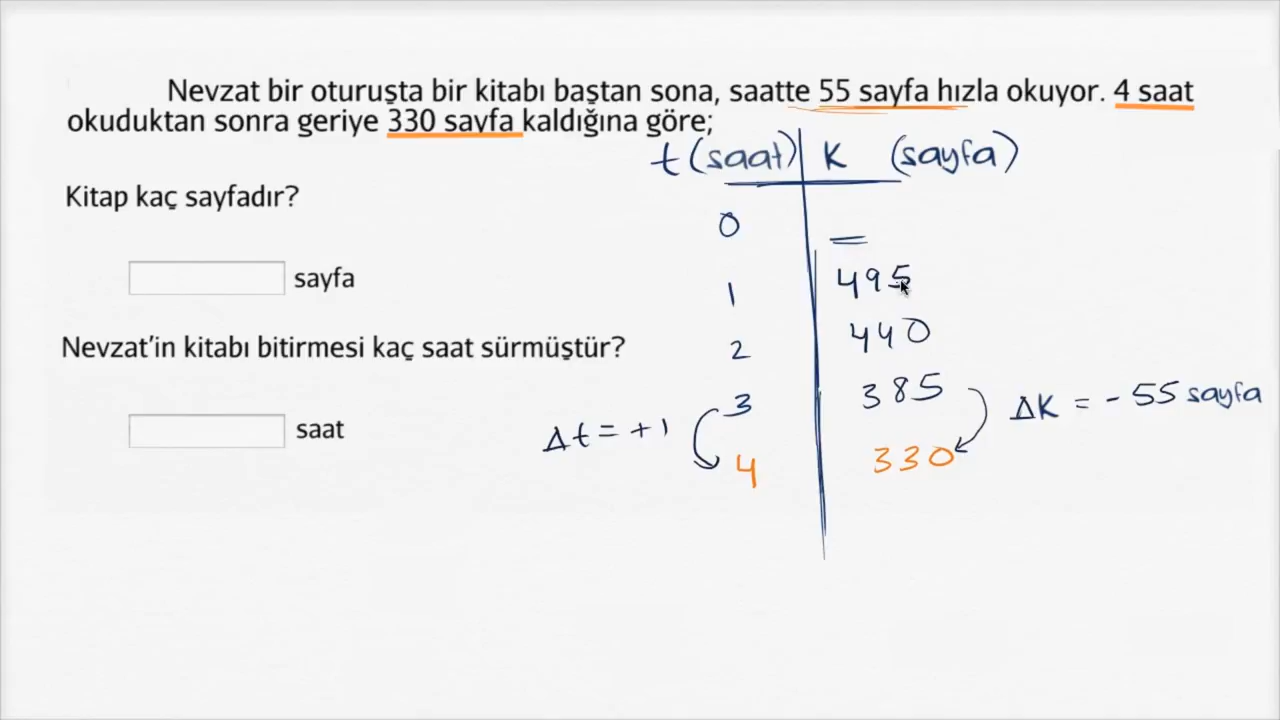 Nevzat bir oturuşta bir kitabı baştan sona, saatte 55 sayfa hızla okuyor. 4 saat
okuduktan sonra geriye 330 sayfa kaldığına göre;
t (saat) K (sayfa)
Kitap kaç sayfadır?
0
sayfa
1 495
Nevzat’in kitabı bitirmesi kaç saat sürmüştür?
2 440
3 385
Δt = +1
ΔK = - 55 sayfa
saat
4 330